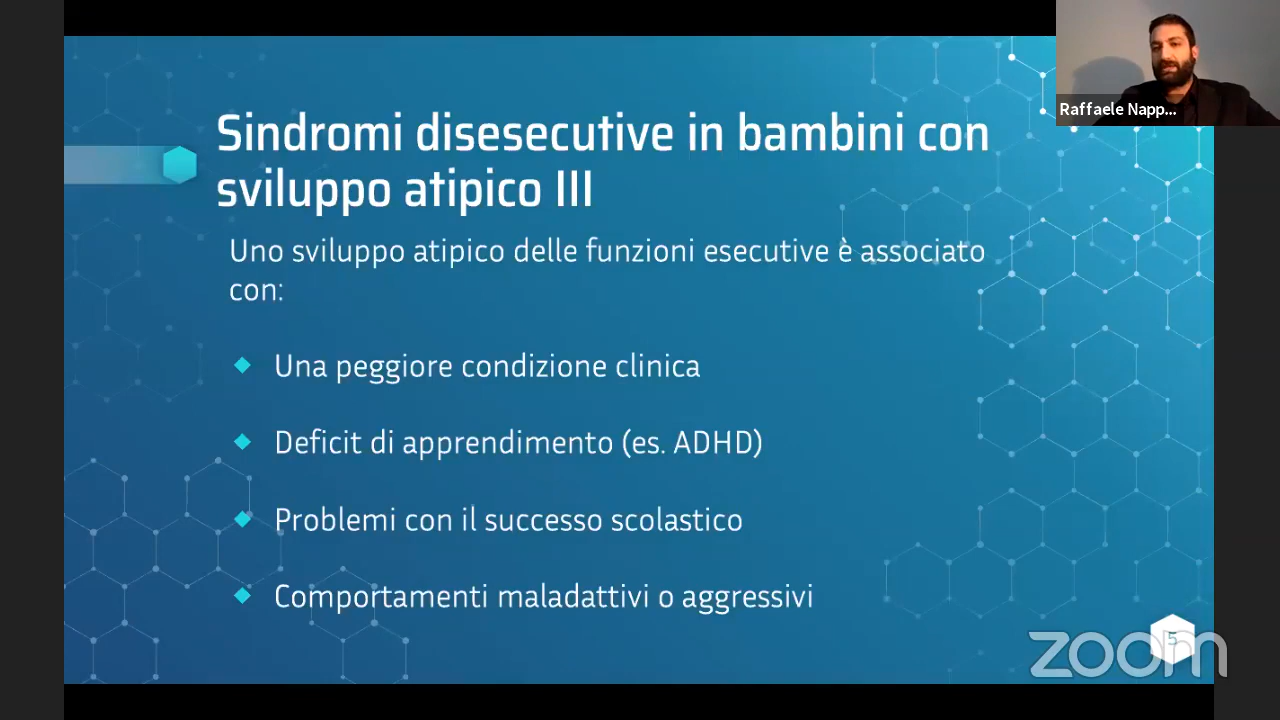 Raffaele Napp...
Sindromi disesecutive in bambini con
sviluppo atipico III
Uno sviluppo atipico delle funzioni esecutive è associato
con:
Una peggiore condizione clinica
Deficit di apprendimento (es. ADHD)
Problemi con il successo scolastico
Comportamenti maladattivi o aggressivi
5
zoom